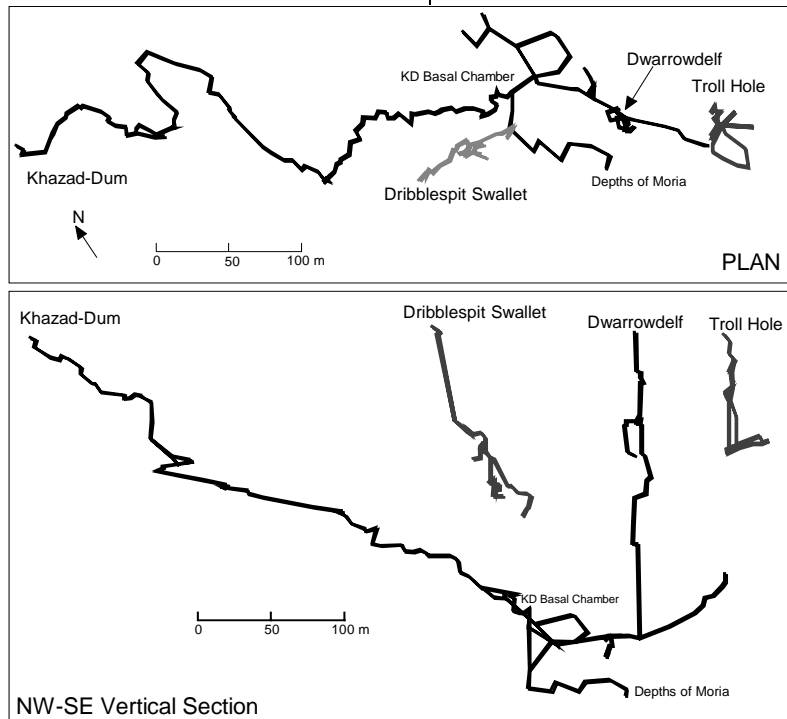 Dwarrowdelf
KD Basal Chamber
Troll Hole
Khazad-Dum
Dribblespit Swallet
Depths of Moria
N
0 50 100 m
PLAN
Khazad-Dum
Dribblespit Swallet
Dwarrowdelf
Troll Hole
KD Basal Chamber
0 50 100 m
Depths of Moria
NW-SE Vertical Section